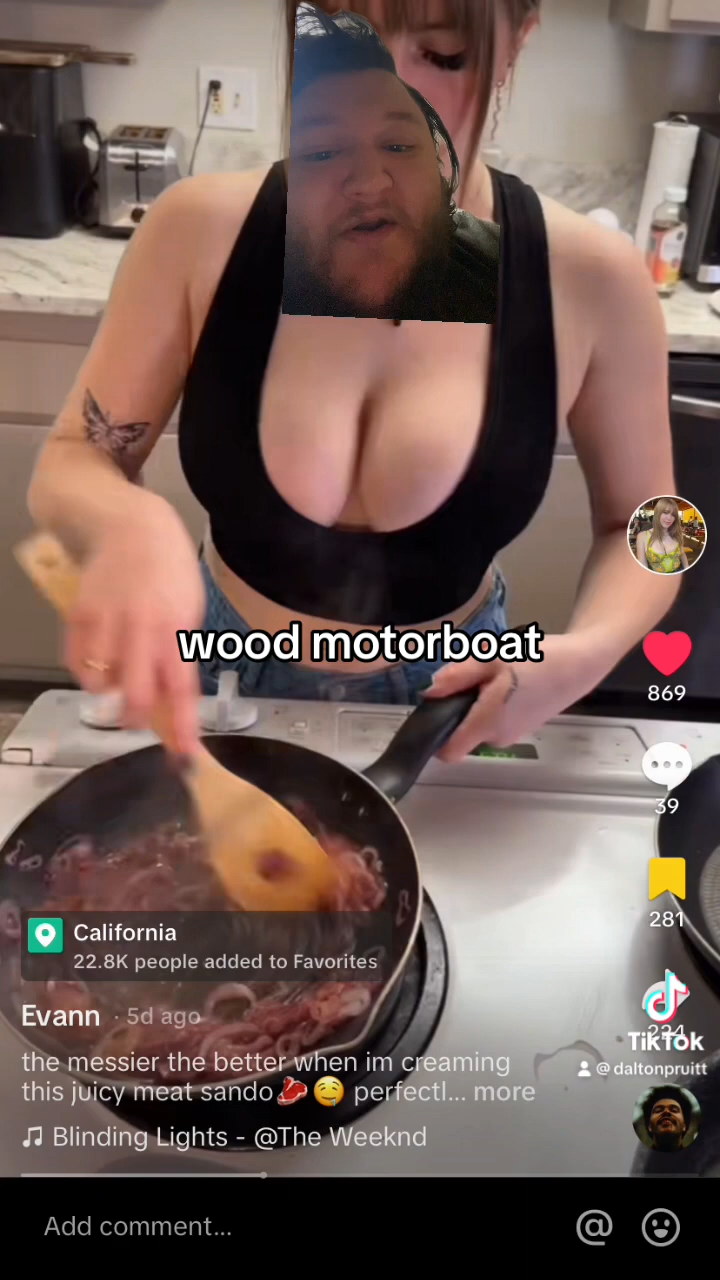 wood motorboat
869
39
281
California
22.8K people added to Favorites
Evann · 5d ago
TikTok
@daltonpruitt
the messier the better when im creaming
this juicy meat sando🥩🤤 perfectl... more
Blinding Lights - @The Weeknd
Add comment...